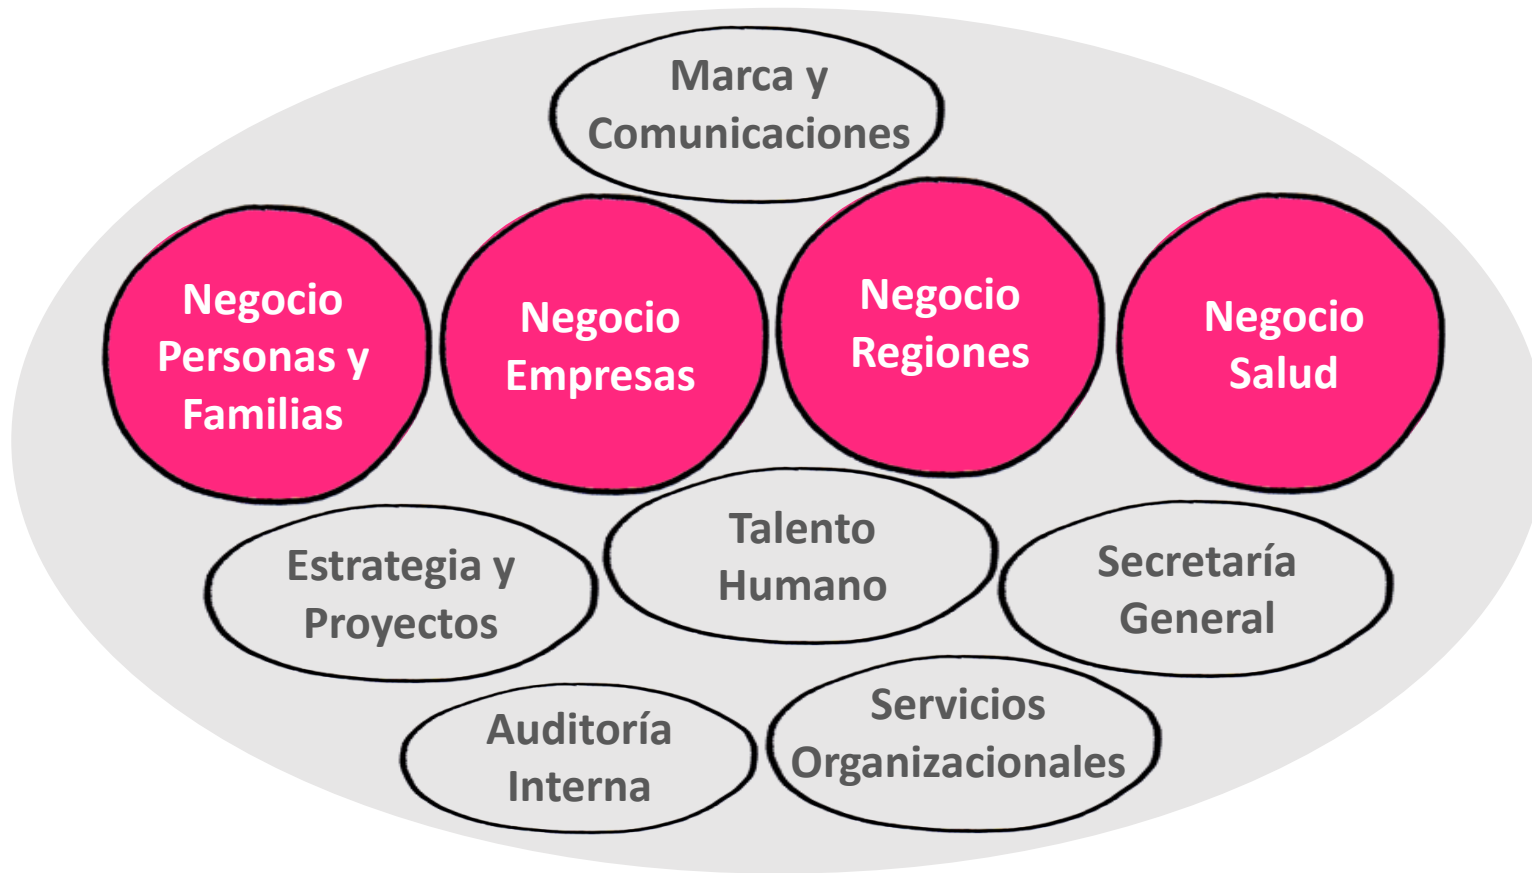 Marca y
Comunicaciones
Negocio
Personas y
Familias
Negocio
Empresas
Negocio
Regiones
Negocio
Salud
Estrategia y
Proyectos
Talento
Humano
Secretaría
General
Auditoría
Interna
Servicios
Organizacionales